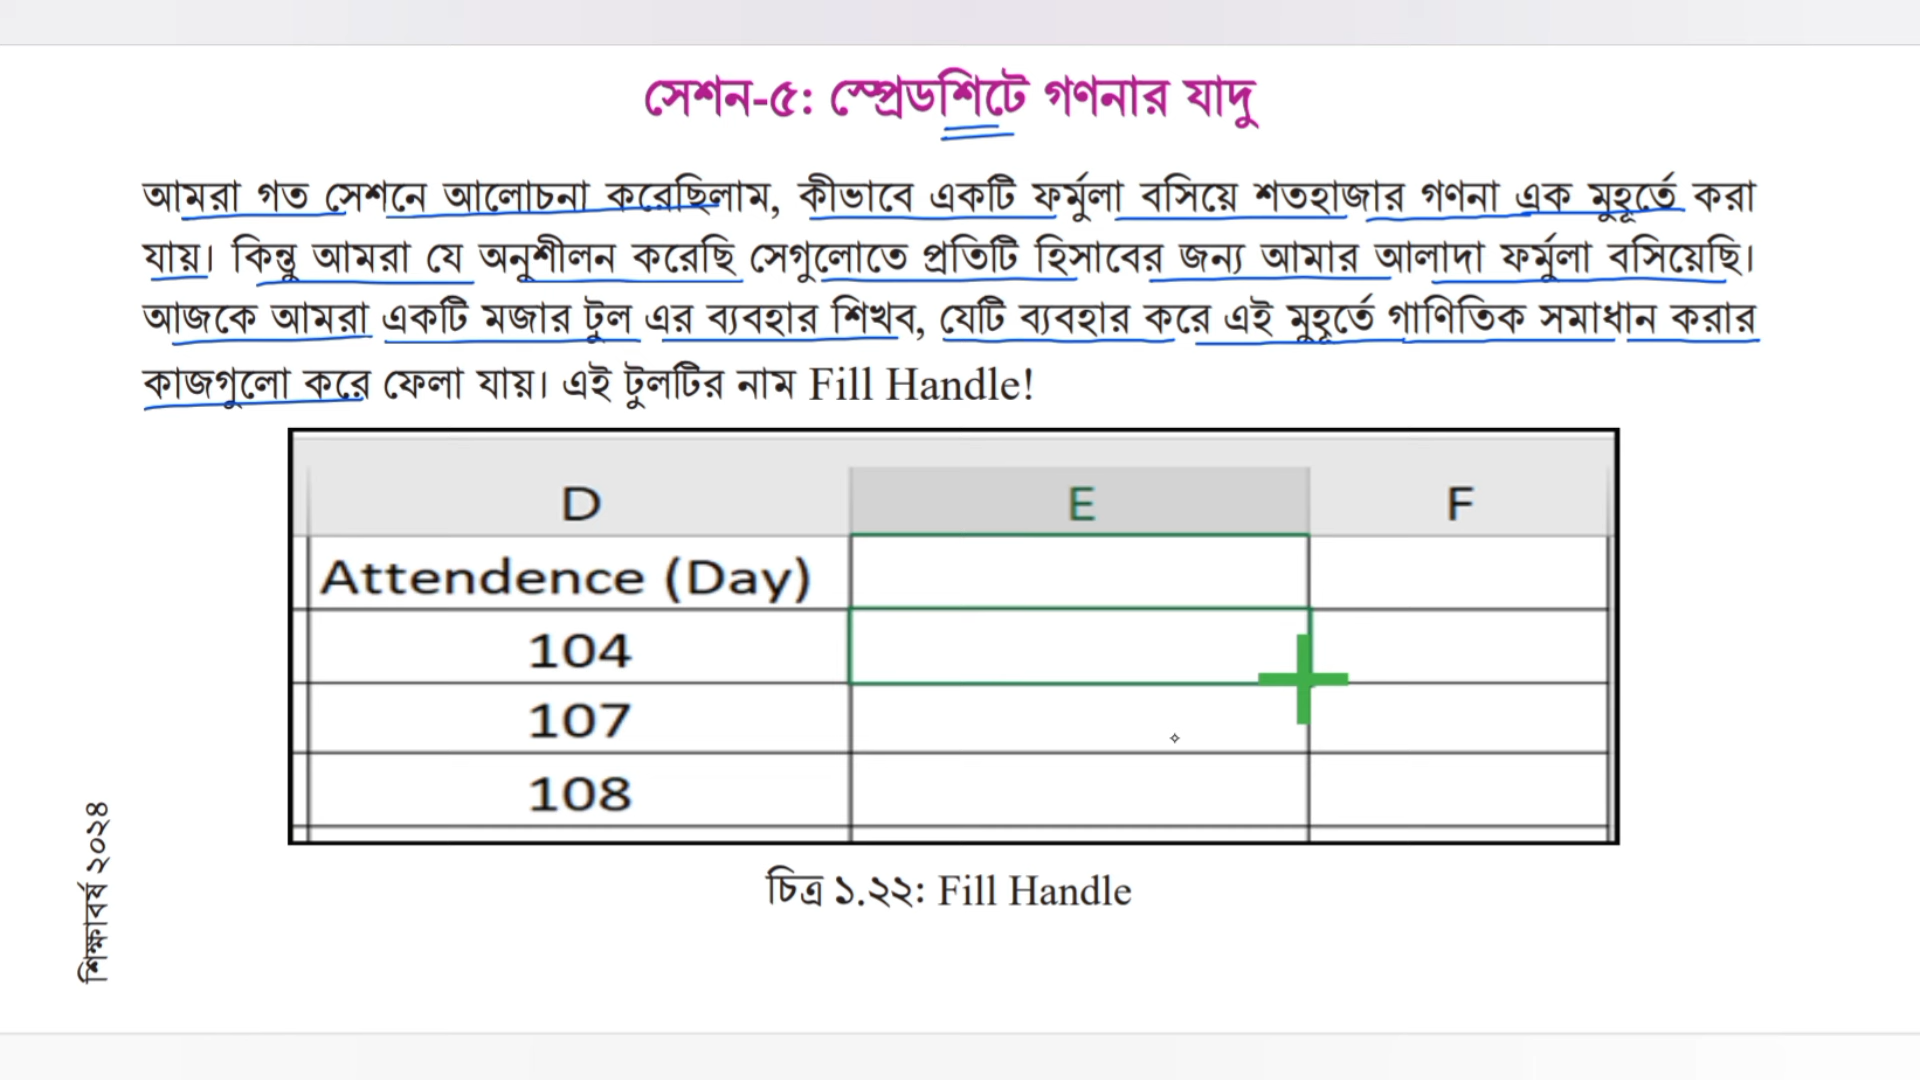 সেশন-৫: স্প্রেডশিটে গণনার যাদু
আমরা গত সেশনে আলোচনা করেছিলাম, কীভাবে একটি ফর্মুলা বসিয়ে শতহাজার গণনা এক মুহূর্তে করা
যায়। কিন্তু আমরা যে অনুশীলন করেছি সেগুলোতে প্রতিটি হিসাবের জন্য আমার আলাদা ফর্মুলা বসিয়েছি।
আজকে আমরা একটি মজার টুল এর ব্যবহার শিখব, যেটি ব্যবহার করে এই মুহূর্তে গাণিতিক সমাধান করার
কাজগুলো করে ফেলা যায়। এই টুলটির নাম Fill Handle!
D E F
Attendence (Day)
104
107
108
চিত্র ১.২২: Fill Handle
শিক্ষাবর্ষ ২০২৪